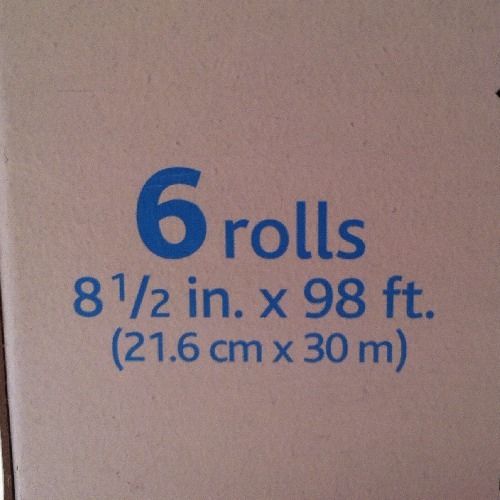 6 rolls
8 1/2 in. x 98 ft.
(21.6 cm x 30 m)